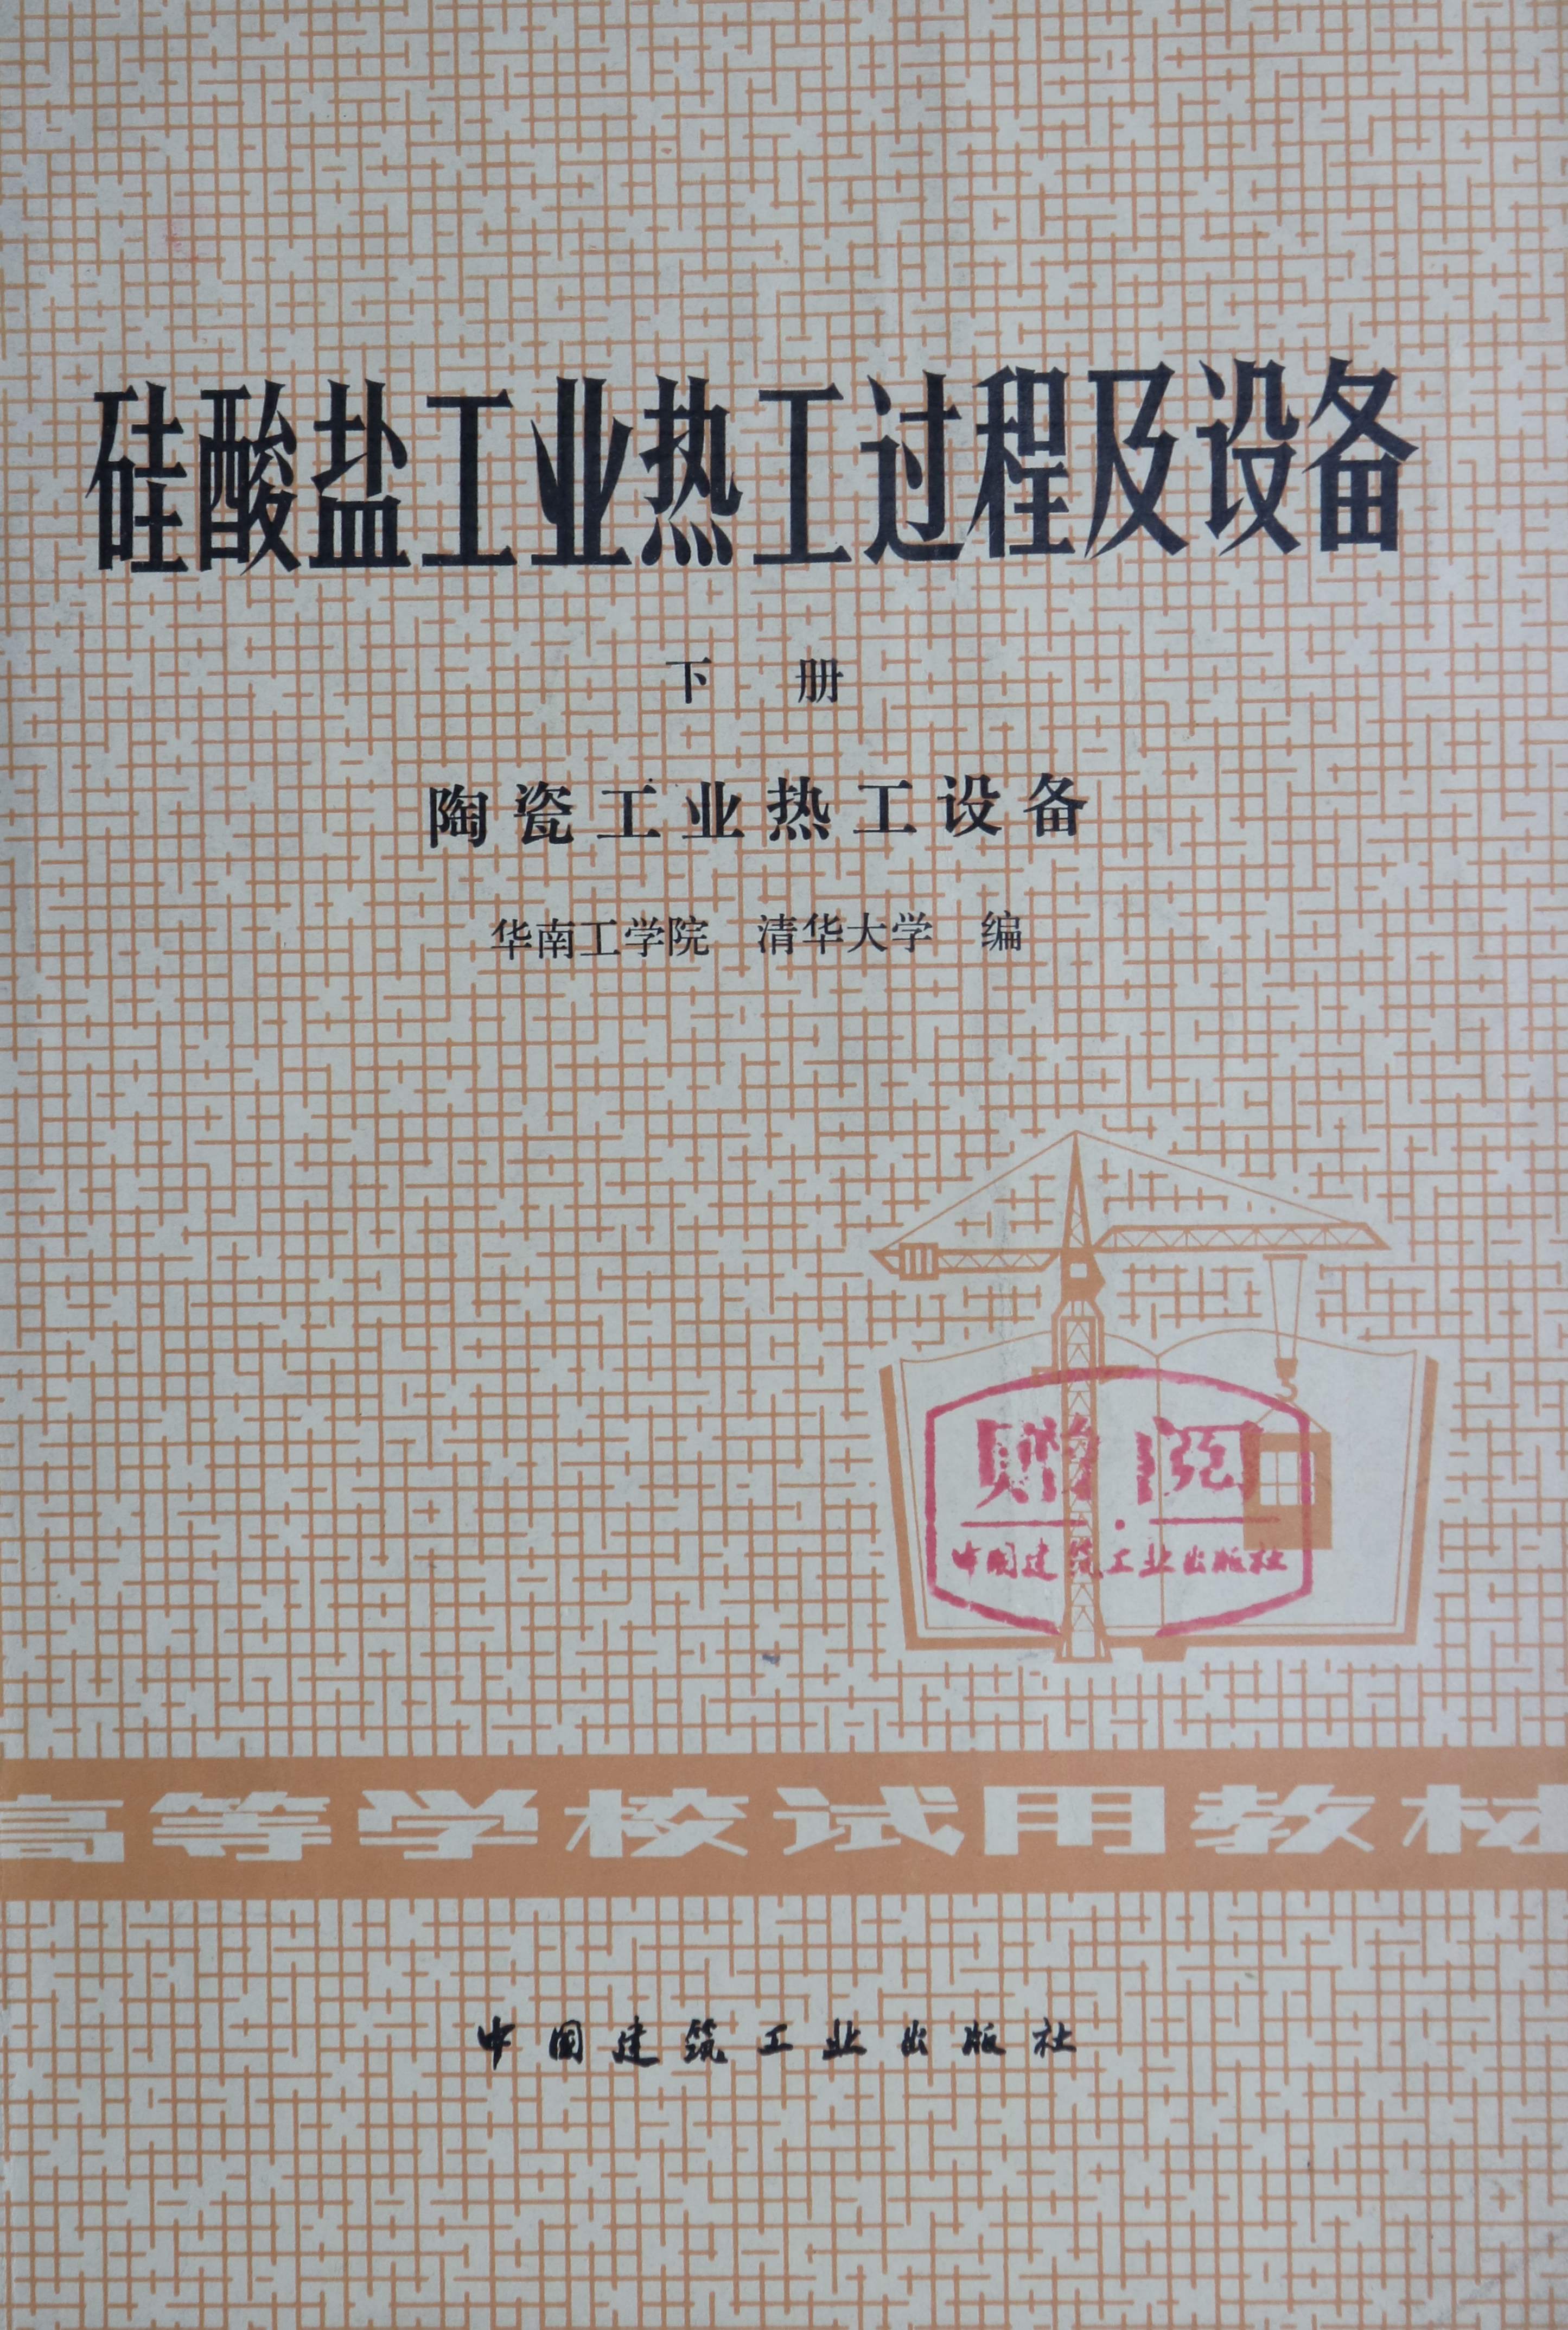 硅酸盐工业热工过程及设备
下册
陶瓷工业热工设备
华南工学院 清华大学 编
赠阅
中国建筑工业出版社
高等学校试用教材
中国建筑工业出版社